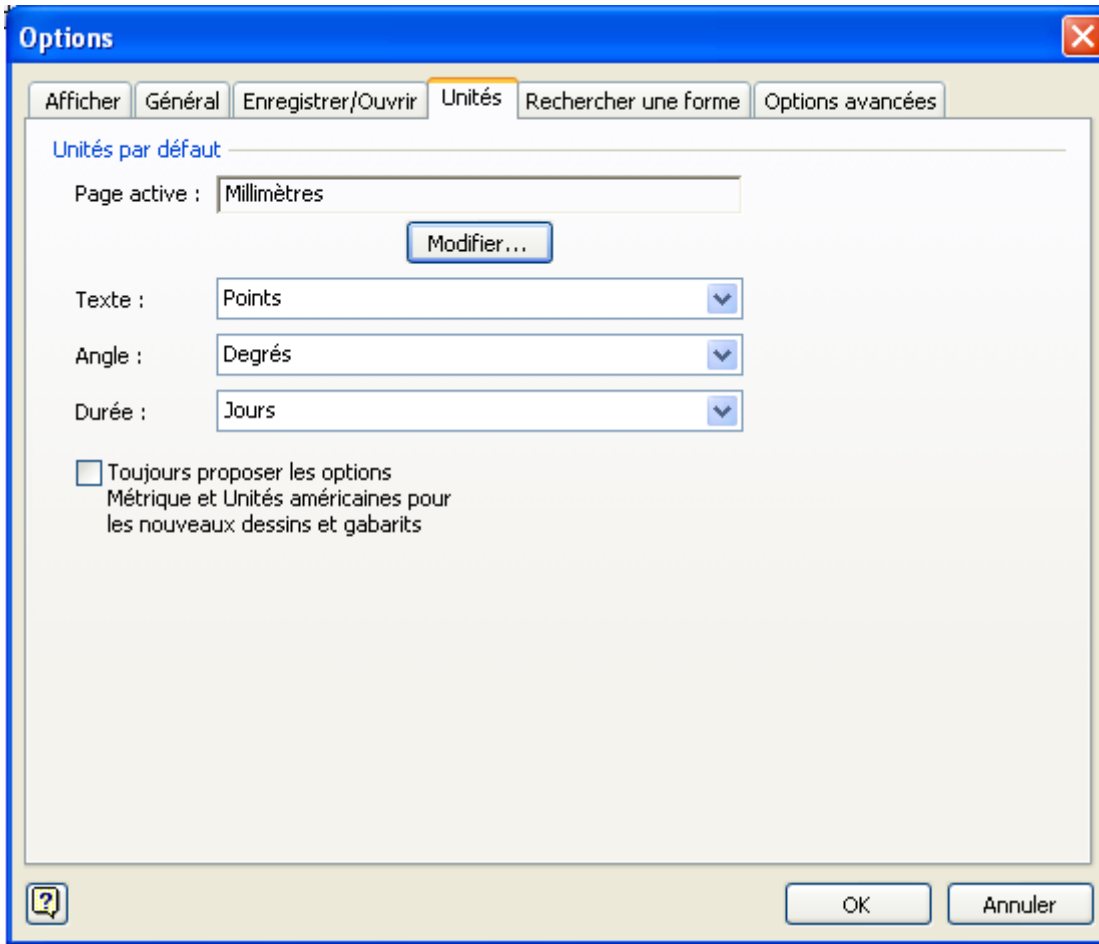 Options
Afficher Général Enregistrer/Ouvrir Unités Rechercher une forme Options avancées
Unités par défaut
Page active : Millimètres
Modifier...
Texte : Points
Angle : Degrés
Durée : Jours
Toujours proposer les options
Métrique et Unités américaines pour
les nouveaux dessins et gabarits
OK Annuler